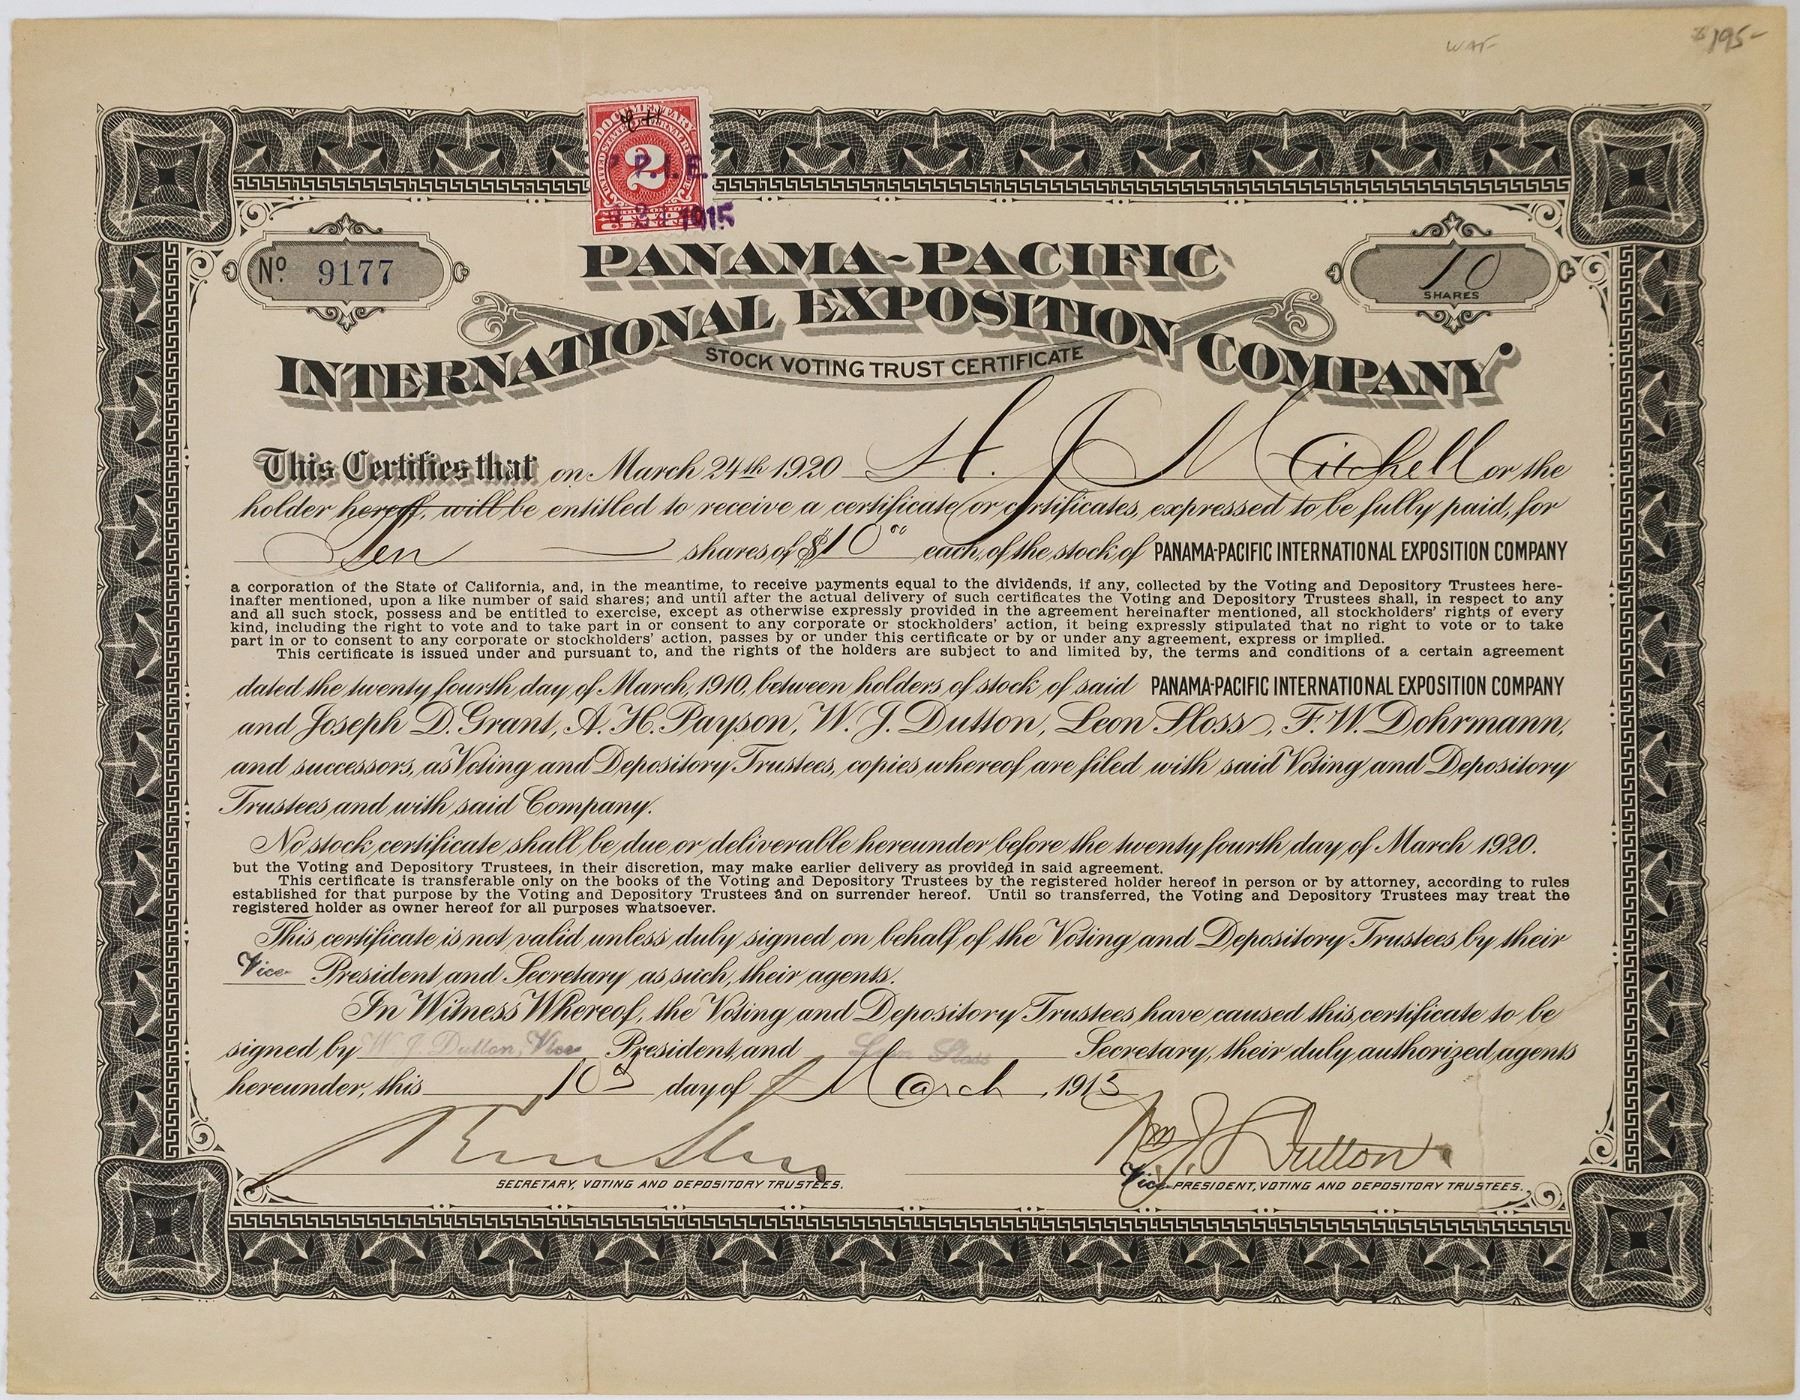 WAF
$195-
DOCUMENTARY
2
P.I.E.
1915
No. 9177
10
SHARES
PANAMA-PACIFIC
INTERNATIONAL EXPOSITION COMPANY
STOCK VOTING TRUST CERTIFICATE
This Certifies that on March 24th 1920 H. J. Mitchell or the
holder hereof, will be entitled to receive a certificate or certificates, expressed to be fully paid, for
Ten shares of $10.00 each, of the stock of PANAMA-PACIFIC INTERNATIONAL EXPOSITION COMPANY
a corporation of the State of California, and, in the meantime, to receive payments equal to the dividends, if any, collected by the Voting and Depository Trustees here-
inafter mentioned, upon a like number of said shares; and until after the actual delivery of such certificates the Voting and Depository Trustees shall, in respect to any
and all such stock, possess and be entitled to exercise, except as otherwise expressly provided in the agreement hereinafter mentioned, all stockholders' rights of every
kind, including the right to vote and to take part in or consent to any corporate or stockholders' action, it being expressly stipulated that no right to vote or to take
part in or to consent to any corporate or stockholders' action, passes by or under this certificate or by or under any agreement, express or implied.
This certificate is issued under and pursuant to, and the rights of the holders are subject to and limited by, the terms and conditions of a certain agreement
dated the twenty fourth day of March, 1910, between holders of stock of said PANAMA-PACIFIC INTERNATIONAL EXPOSITION COMPANY
and Joseph D. Grant, A. H. Payson, W. J. Dutton, Leon Sloss, F. W. Dohrmann,
and successors, as Voting and Depository Trustees, copies whereof are filed with said Voting and Depository
Trustees and with said Company.
No stock certificate shall be due or deliverable hereunder before the twenty fourth day of March 1920.
but the Voting and Depository Trustees, in their discretion, may make earlier delivery as provided in said agreement.
This certificate is transferable only on the books of the Voting and Depository Trustees by the registered holder hereof in person or by attorney, according to rules
established for that purpose by the Voting and Depository Trustees and on surrender hereof. Until so transferred, the Voting and Depository Trustees may treat the
registered holder as owner hereof for all purposes whatsoever.
This certificate is not valid unless duly signed on behalf of the Voting and Depository Trustees, by their
Vice- President and Secretary as such, their agents.
In Witness Whereof, the Voting and Depository Trustees have caused this certificate to be
signed by W. J. Dutton, Vice President, and Leon Sloss Secretary, their duly authorized agents
hereunder, this 10 day of March, 1915
Leon Sloss
Wm J. Dutton
SECRETARY, VOTING AND DEPOSITORY TRUSTEES.
Vice-PRESIDENT, VOTING AND DEPOSITORY TRUSTEES.